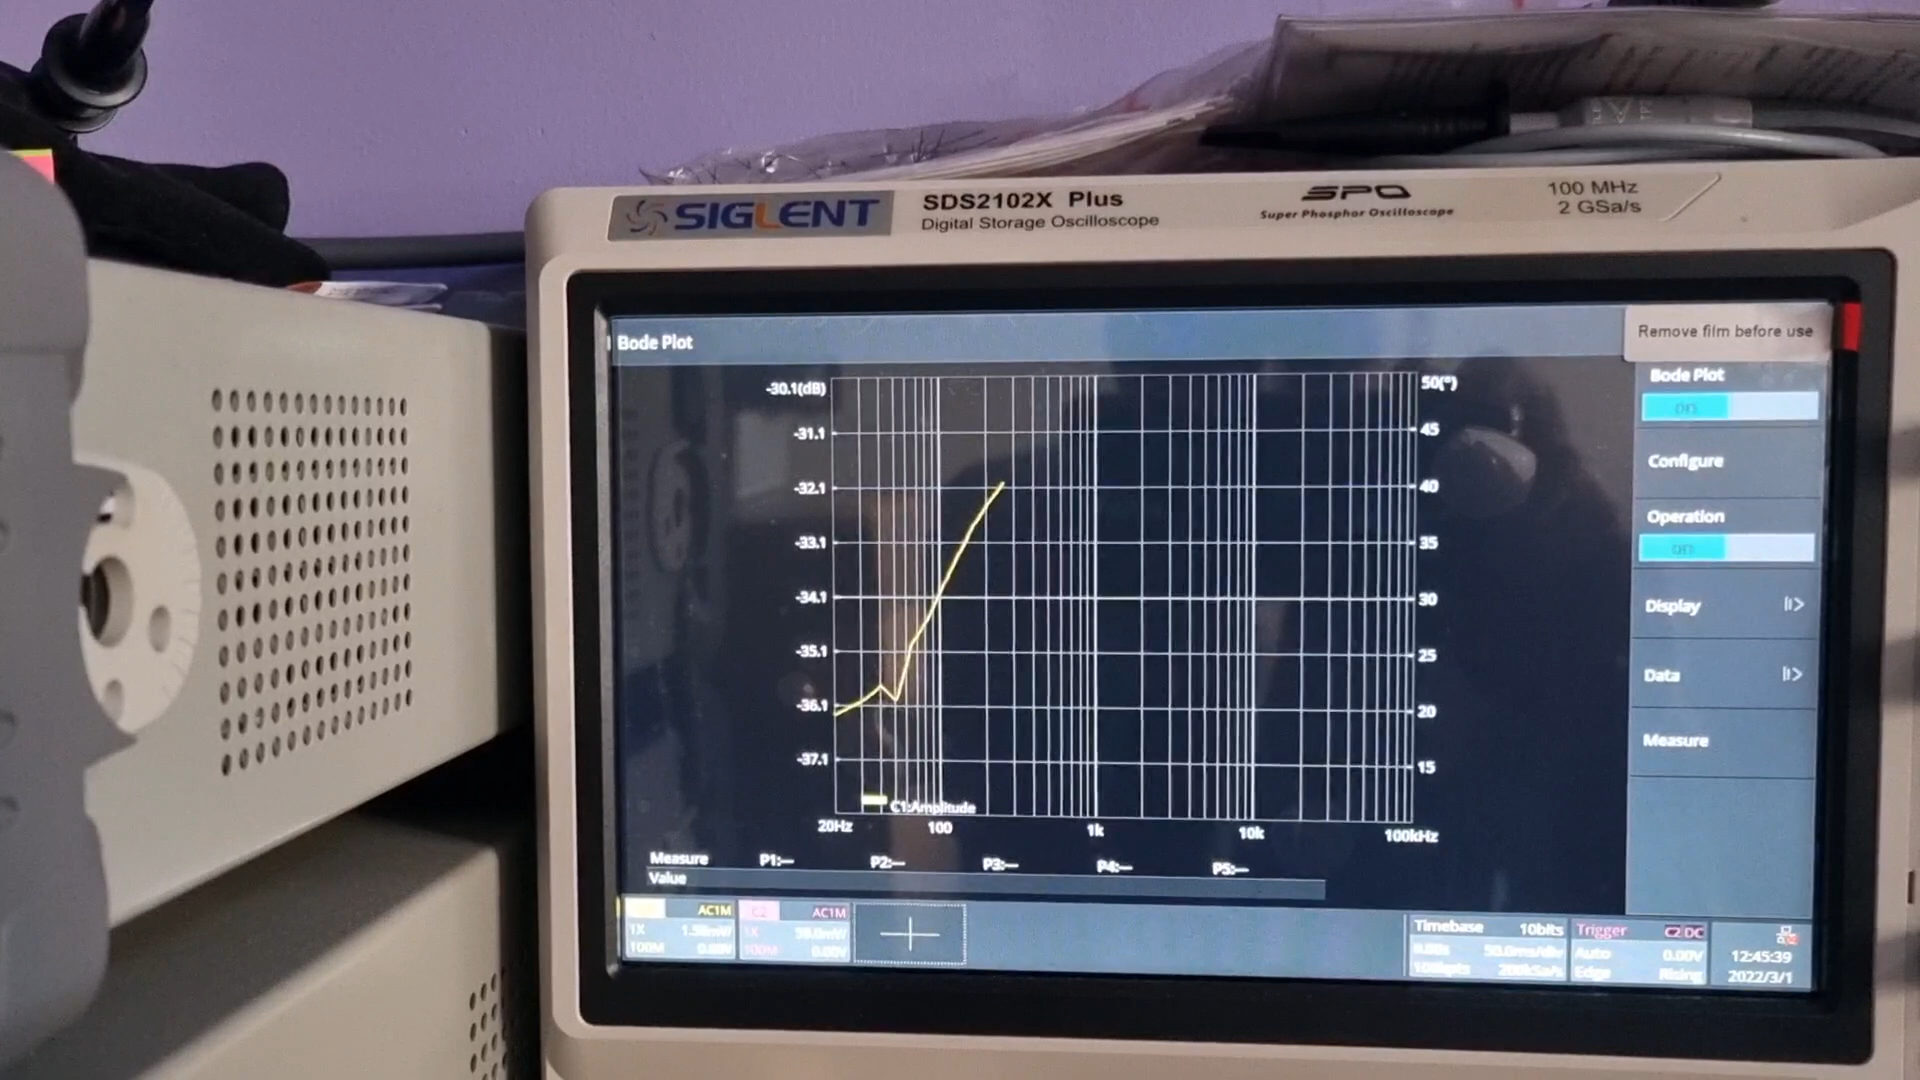 SIGLENT
SDS2102X Plus
Digital Storage Oscilloscope
SPO
Super Phosphor Oscilloscope
100 MHz
2 GSa/s
Remove film before use
Bode Plot
Bode Plot
on
Configure
Operation
on
Display
Data
Measure
-30.1(dB)
-31.1
-32.1
-33.1
-34.1
-35.1
-36.1
-37.1
50(°)
45
40
35
30
25
20
15
C1:Amplitude
20Hz 100 1k 10k 100kHz
Measure P1:--- P2:--- P3:--- P4:--- P5:---
Value
AC1M
1X
100M 0.00V
C2 AC1M
1X
100M 0.00V
Timebase 10bits
0.00s 50.0ms/div
Trigger C2 DC
Auto 0.00V
Edge Rising
12:45:39
2022/3/1